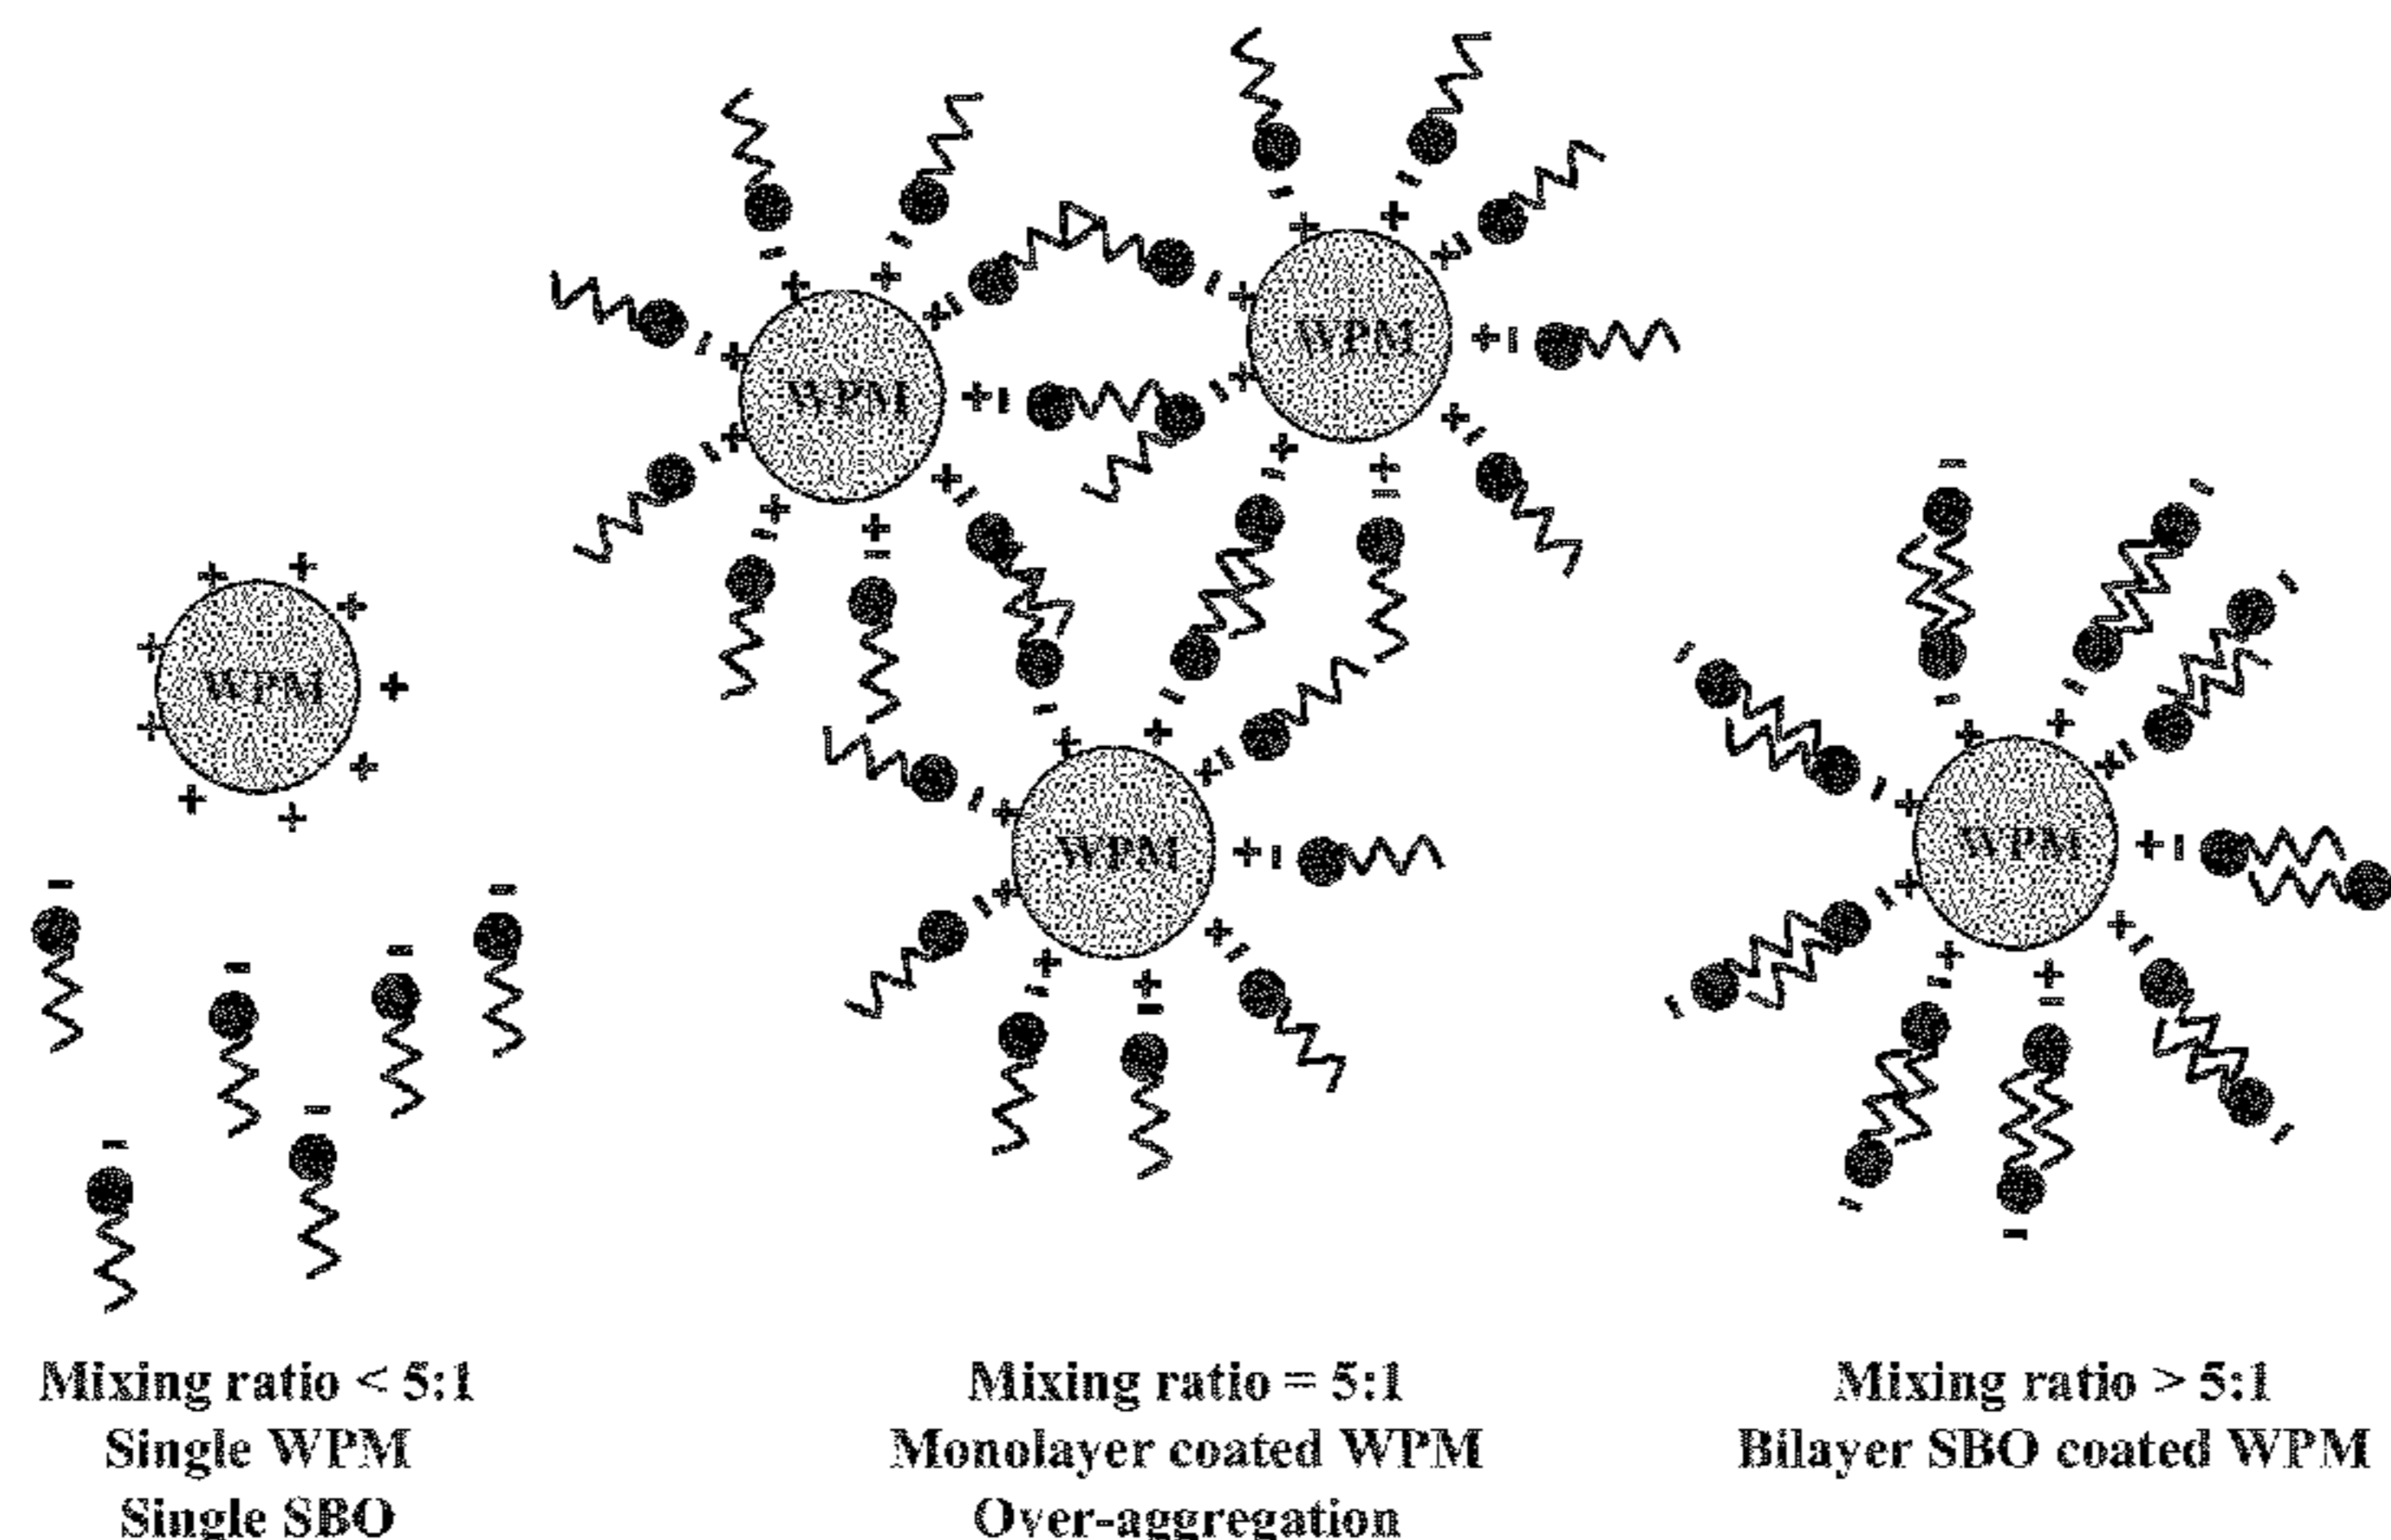 WPM
WPM
WPM
WPM
WPM
Mixing ratio < 5:1
Single WPM
Single SBO
Mixing ratio = 5:1
Monolayer coated WPM
Over-aggregation
Mixing ratio > 5:1
Bilayer SBO coated WPM